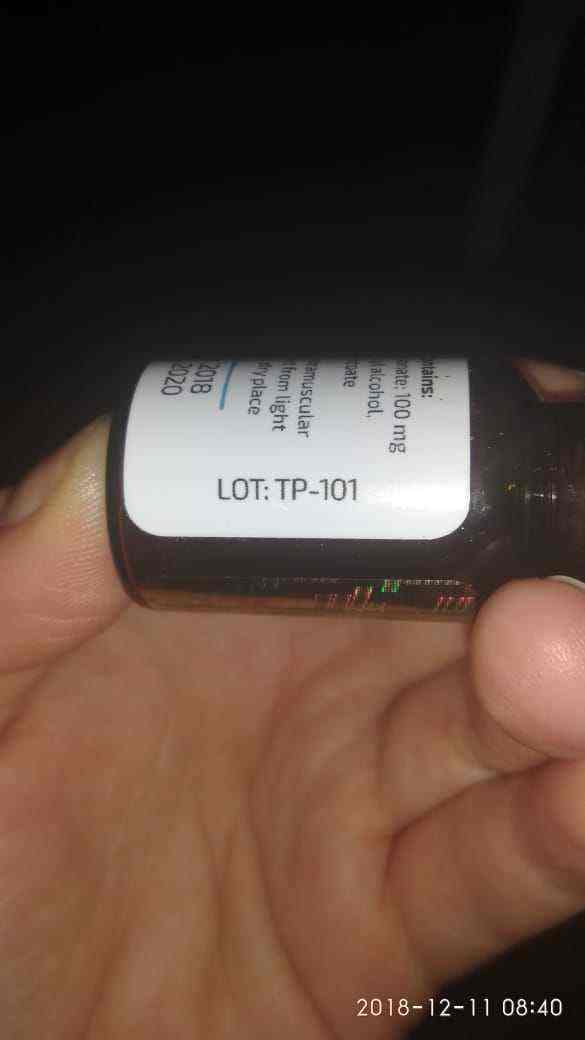 ntains:
nate: 100 mg
alcohol,
oate
amuscular
from light
dry place
2018
2020
LOT: TP-101
2018-12-11 08:40